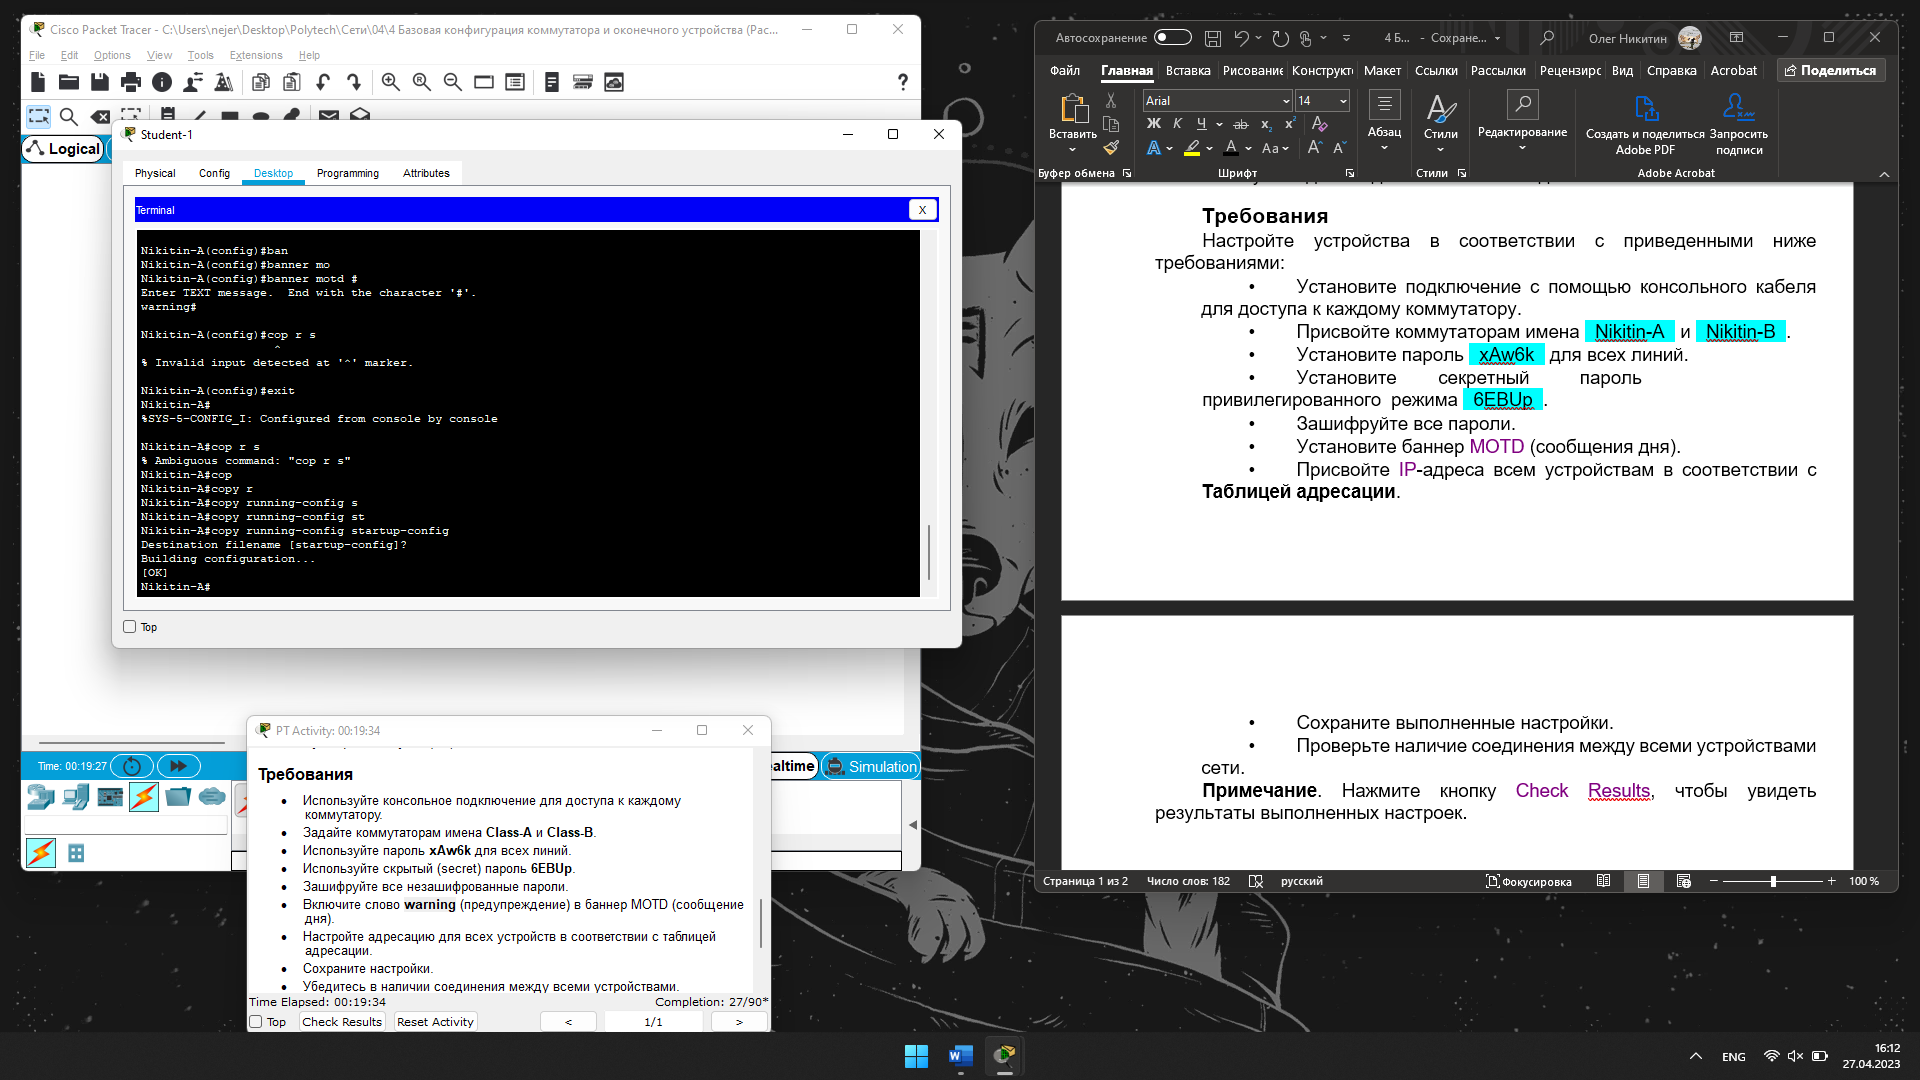 Cisco Packet Tracer - C:\Users\nejer\Desktop\Polytech\Сети\04\4 Базовая конфигурация коммутатора и оконечного устройства (Рас...
File Edit Options View Tools Extensions Help
Logical
Student-1
Physical Config Desktop Programming Attributes
Terminal
X
Nikitin-A(config)#ban
Nikitin-A(config)#banner mo
Nikitin-A(config)#banner motd #
Enter TEXT message.  End with the character '#'.
warning#
Nikitin-A(config)#cop r s
^
% Invalid input detected at '^' marker.
Nikitin-A(config)#exit
Nikitin-A#
%SYS-5-CONFIG_I: Configured from console by console
Nikitin-A#cop r s
% Ambiguous command: "cop r s"
Nikitin-A#cop
Nikitin-A#copy r
Nikitin-A#copy running-config s
Nikitin-A#copy running-config st
Nikitin-A#copy running-config startup-config
Destination filename [startup-config]?
Building configuration...
[OK]
Nikitin-A#
Top
Time: 00:19:27
altime
Simulation
PT Activity: 00:19:34
Требования
• Используйте консольное подключение для доступа к каждому
коммутатору.
• Задайте коммутаторам имена Class-A и Class-B.
• Используйте пароль xAw6k для всех линий.
• Используйте скрытый (secret) пароль 6EBUp.
• Зашифруйте все незашифрованные пароли.
• Включите слово warning (предупреждение) в баннер MOTD (сообщение
дня).
• Настройте адресацию для всех устройств в соответствии с таблицей
адресации.
• Сохраните настройки.
• Убедитесь в наличии соединения между всеми устройствами.
Time Elapsed: 00:19:34 Completion: 27/90*
Top Check Results Reset Activity < 1/1 >
Автосохранение 4 Б... - Сохране... Олег Никитин
Файл Главная Вставка Рисование Конструкт Макет Ссылки Рассылки Рецензирс Вид Справка Acrobat Поделиться
Arial 14
Вставить
Ж К Ч ab x₂ x² A
A A Aa A A
Абзац
Стили
Редактирование
Создать и поделиться
Adobe PDF
Запросить
подписи
Буфер обмена Шрифт Стили Adobe Acrobat
Требования
Настройте устройства в соответствии с приведенными ниже
требованиями:
• Установите подключение с помощью консольного кабеля
для доступа к каждому коммутатору.
• Присвойте коммутаторам имена Nikitin-A и Nikitin-B .
• Установите пароль xAw6k для всех линий.
• Установите секретный пароль
привилегированного режима 6EBUp .
• Зашифруйте все пароли.
• Установите баннер MOTD (сообщения дня).
• Присвойте IP-адреса всем устройствам в соответствии с
Таблицей адресации.
• Сохраните выполненные настройки.
• Проверьте наличие соединения между всеми устройствами
сети.
Примечание. Нажмите кнопку Check Results, чтобы увидеть
результаты выполненных настроек.
Страница 1 из 2 Число слов: 182 русский Фокусировка 100 %
ENG
16:12
27.04.2023